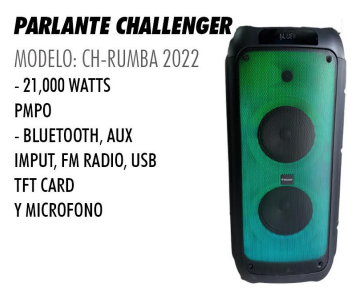 PARLANTE CHALLENGER
MODELO: CH-RUMBA 2022
- 21,000 WATTS
PMPO
- BLUETOOTH, AUX
IMPUT, FM RADIO, USB
TFT CARD
Y MICROFONO